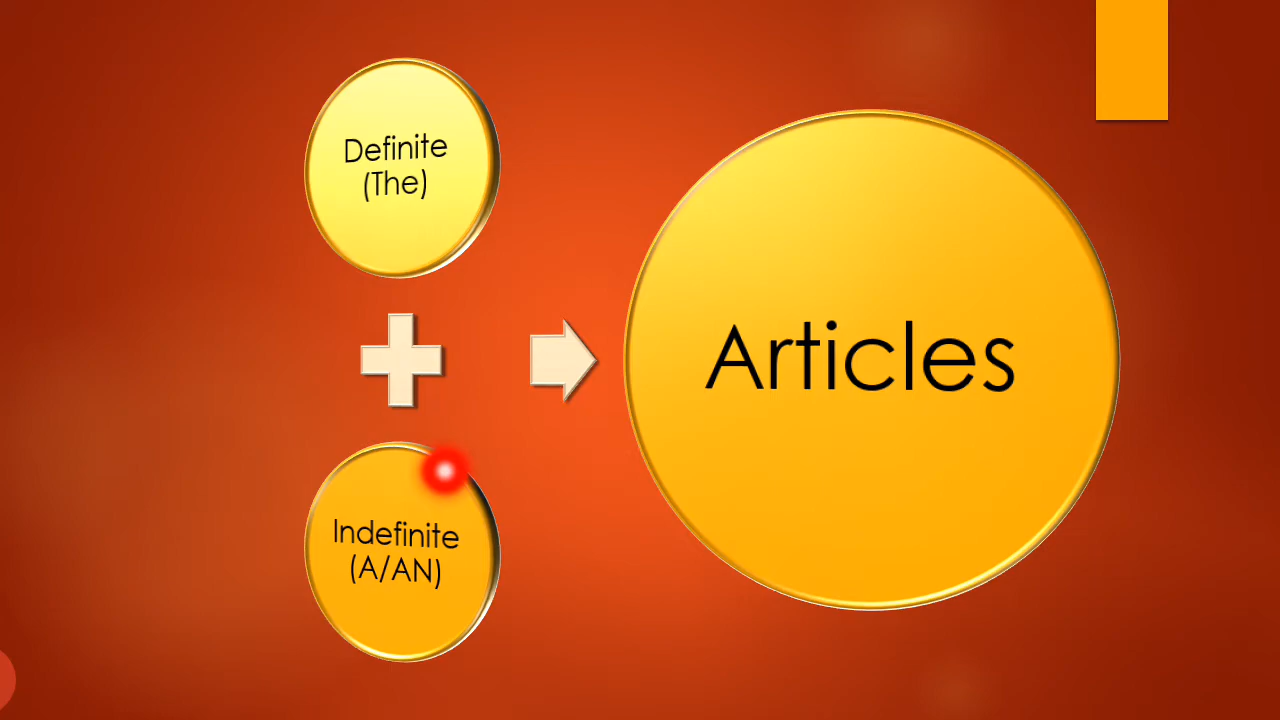 Definite
(The)
Indefinite
(A/AN)
Articles